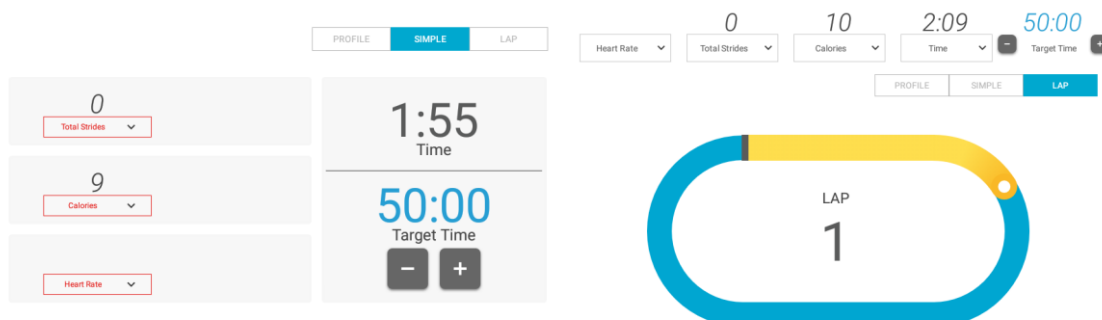 PROFILE SIMPLE LAP
0
Total Strides
9
Calories
Heart Rate
1:55
Time
50:00
Target Time
− +
0 10 2:09 50:00
Heart Rate Total Strides Calories Time − Target Time +
PROFILE SIMPLE LAP
LAP
1